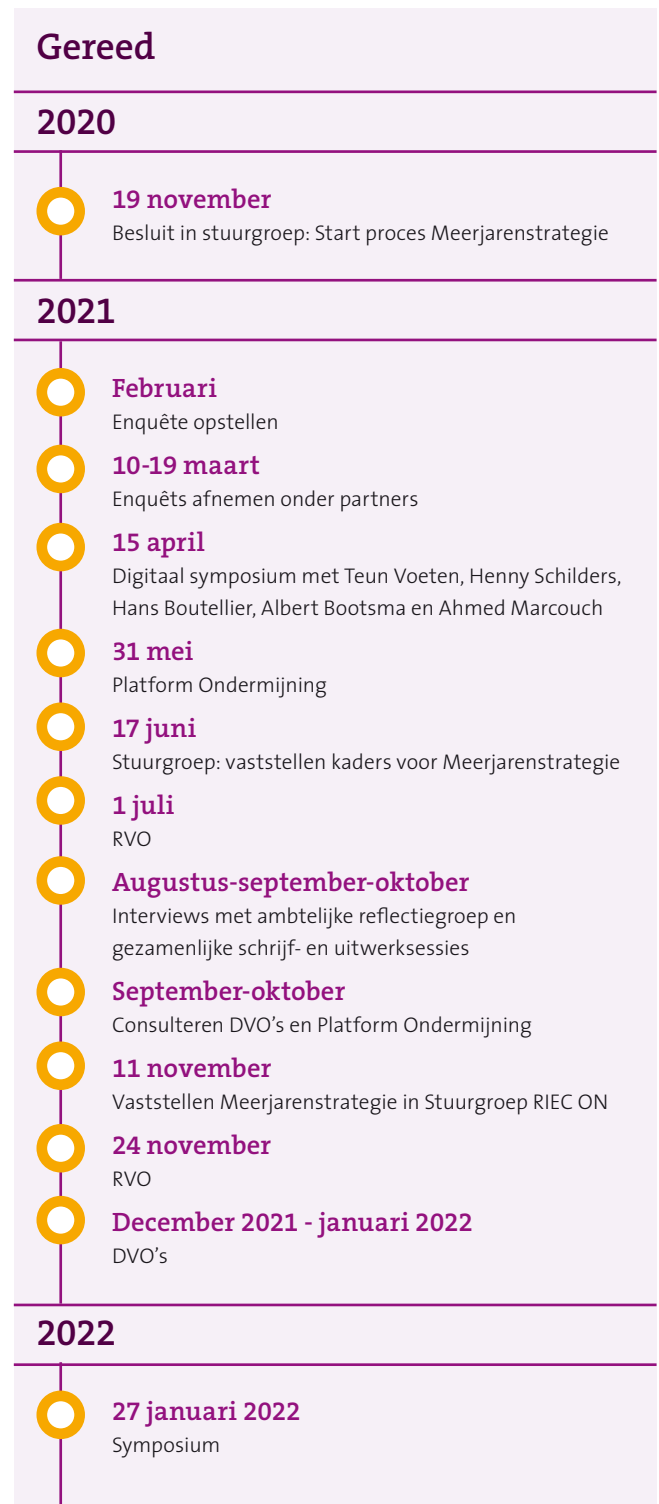 Gereed
2020
19 november
Besluit in stuurgroep: Start proces Meerjarenstrategie
2021
Februari
Enquête opstellen
10-19 maart
Enquêts afnemen onder partners
15 april
Digitaal symposium met Teun Voeten, Henny Schilders,
Hans Boutellier, Albert Bootsma en Ahmed Marcouch
31 mei
Platform Ondermijning
17 juni
Stuurgroep: vaststellen kaders voor Meerjarenstrategie
1 juli
RVO
Augustus-september-oktober
Interviews met ambtelijke reflectiegroep en
gezamenlijke schrijf- en uitwerksessies
September-oktober
Consulteren DVO’s en Platform Ondermijning
11 november
Vaststellen Meerjarenstrategie in Stuurgroep RIEC ON
24 november
RVO
December 2021 - januari 2022
DVO’s
2022
27 januari 2022
Symposium